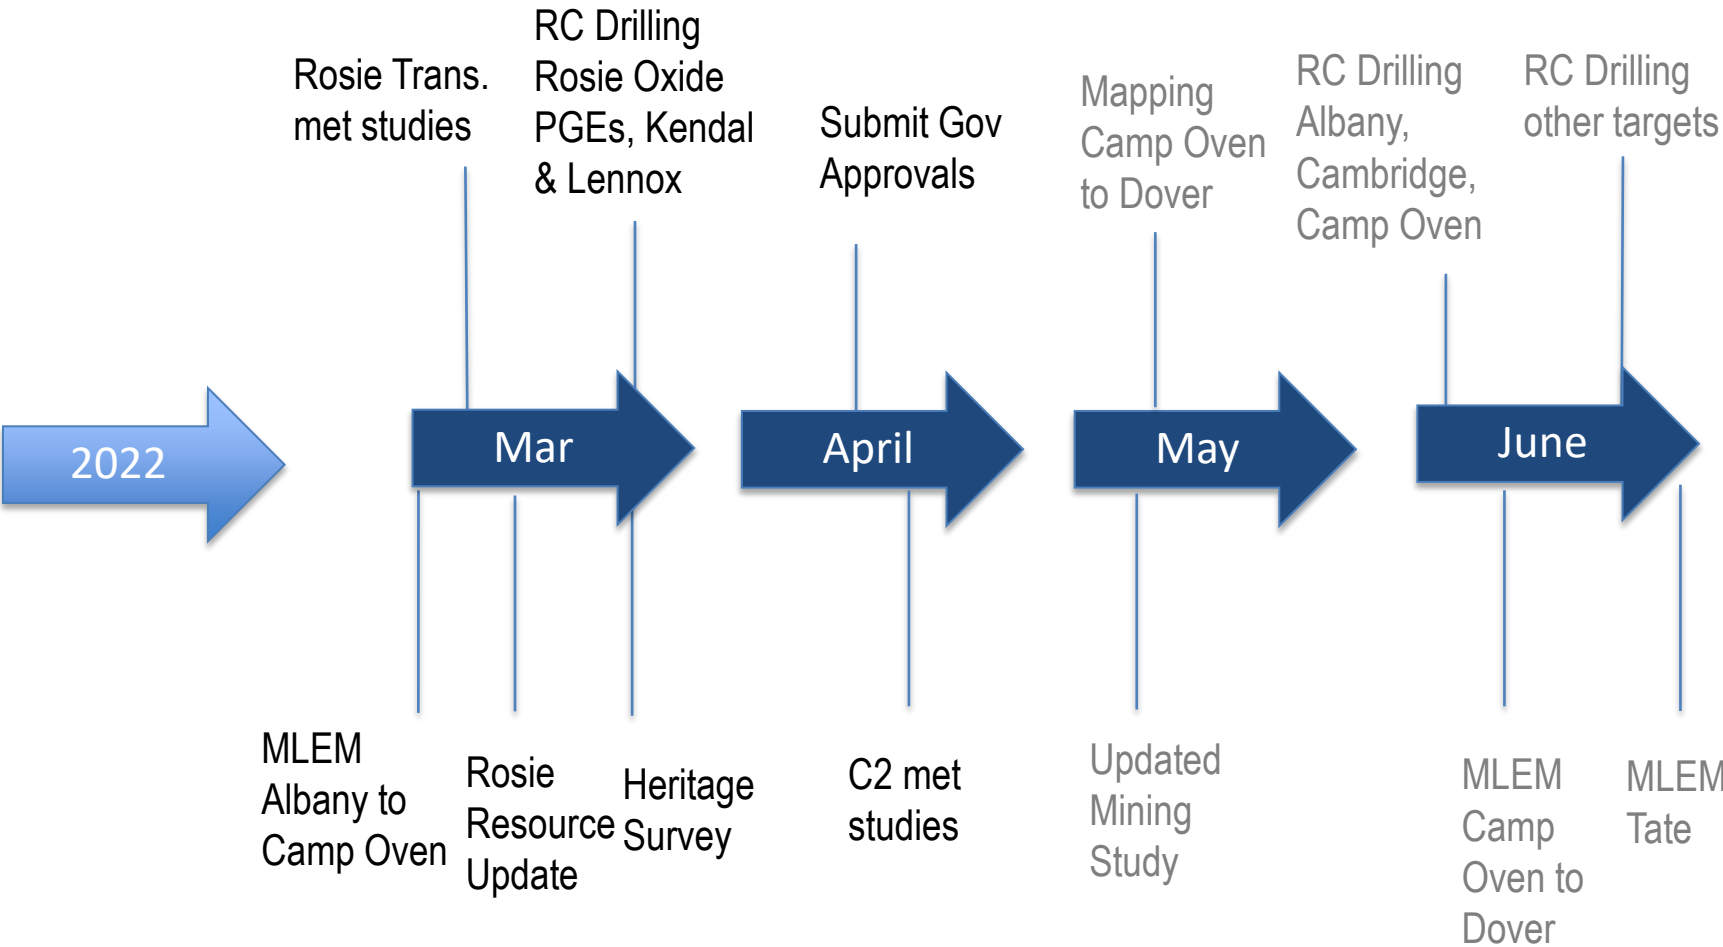 Rosie Trans.
met studies
RC Drilling
Rosie Oxide
PGEs, Kendal
& Lennox
Submit Gov
Approvals
Mapping
Camp Oven
to Dover
RC Drilling
Albany,
Cambridge,
Camp Oven
RC Drilling
other targets
2022
Mar
April
May
June
MLEM
Albany to
Camp Oven
Rosie
Resource
Update
Heritage
Survey
C2 met
studies
Updated
Mining
Study
MLEM
Camp
Oven to
Dover
MLEM
Tate